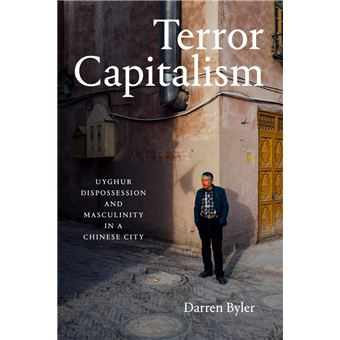 Terror
Capitalism
UYGHUR
DISPOSSESSION
AND
MASCULINITY
IN A
CHINESE CITY
Darren Byler